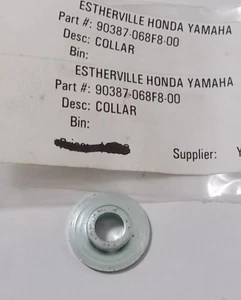 ESTHERVILLE HONDA YAMAHA
Part #: 90387-068F8-00
Desc: COLLAR
Bin:
ESTHERVILLE HONDA YAMAHA
Part #: 90387-068F8-00
Desc: COLLAR
Bin:
Supplier: Y